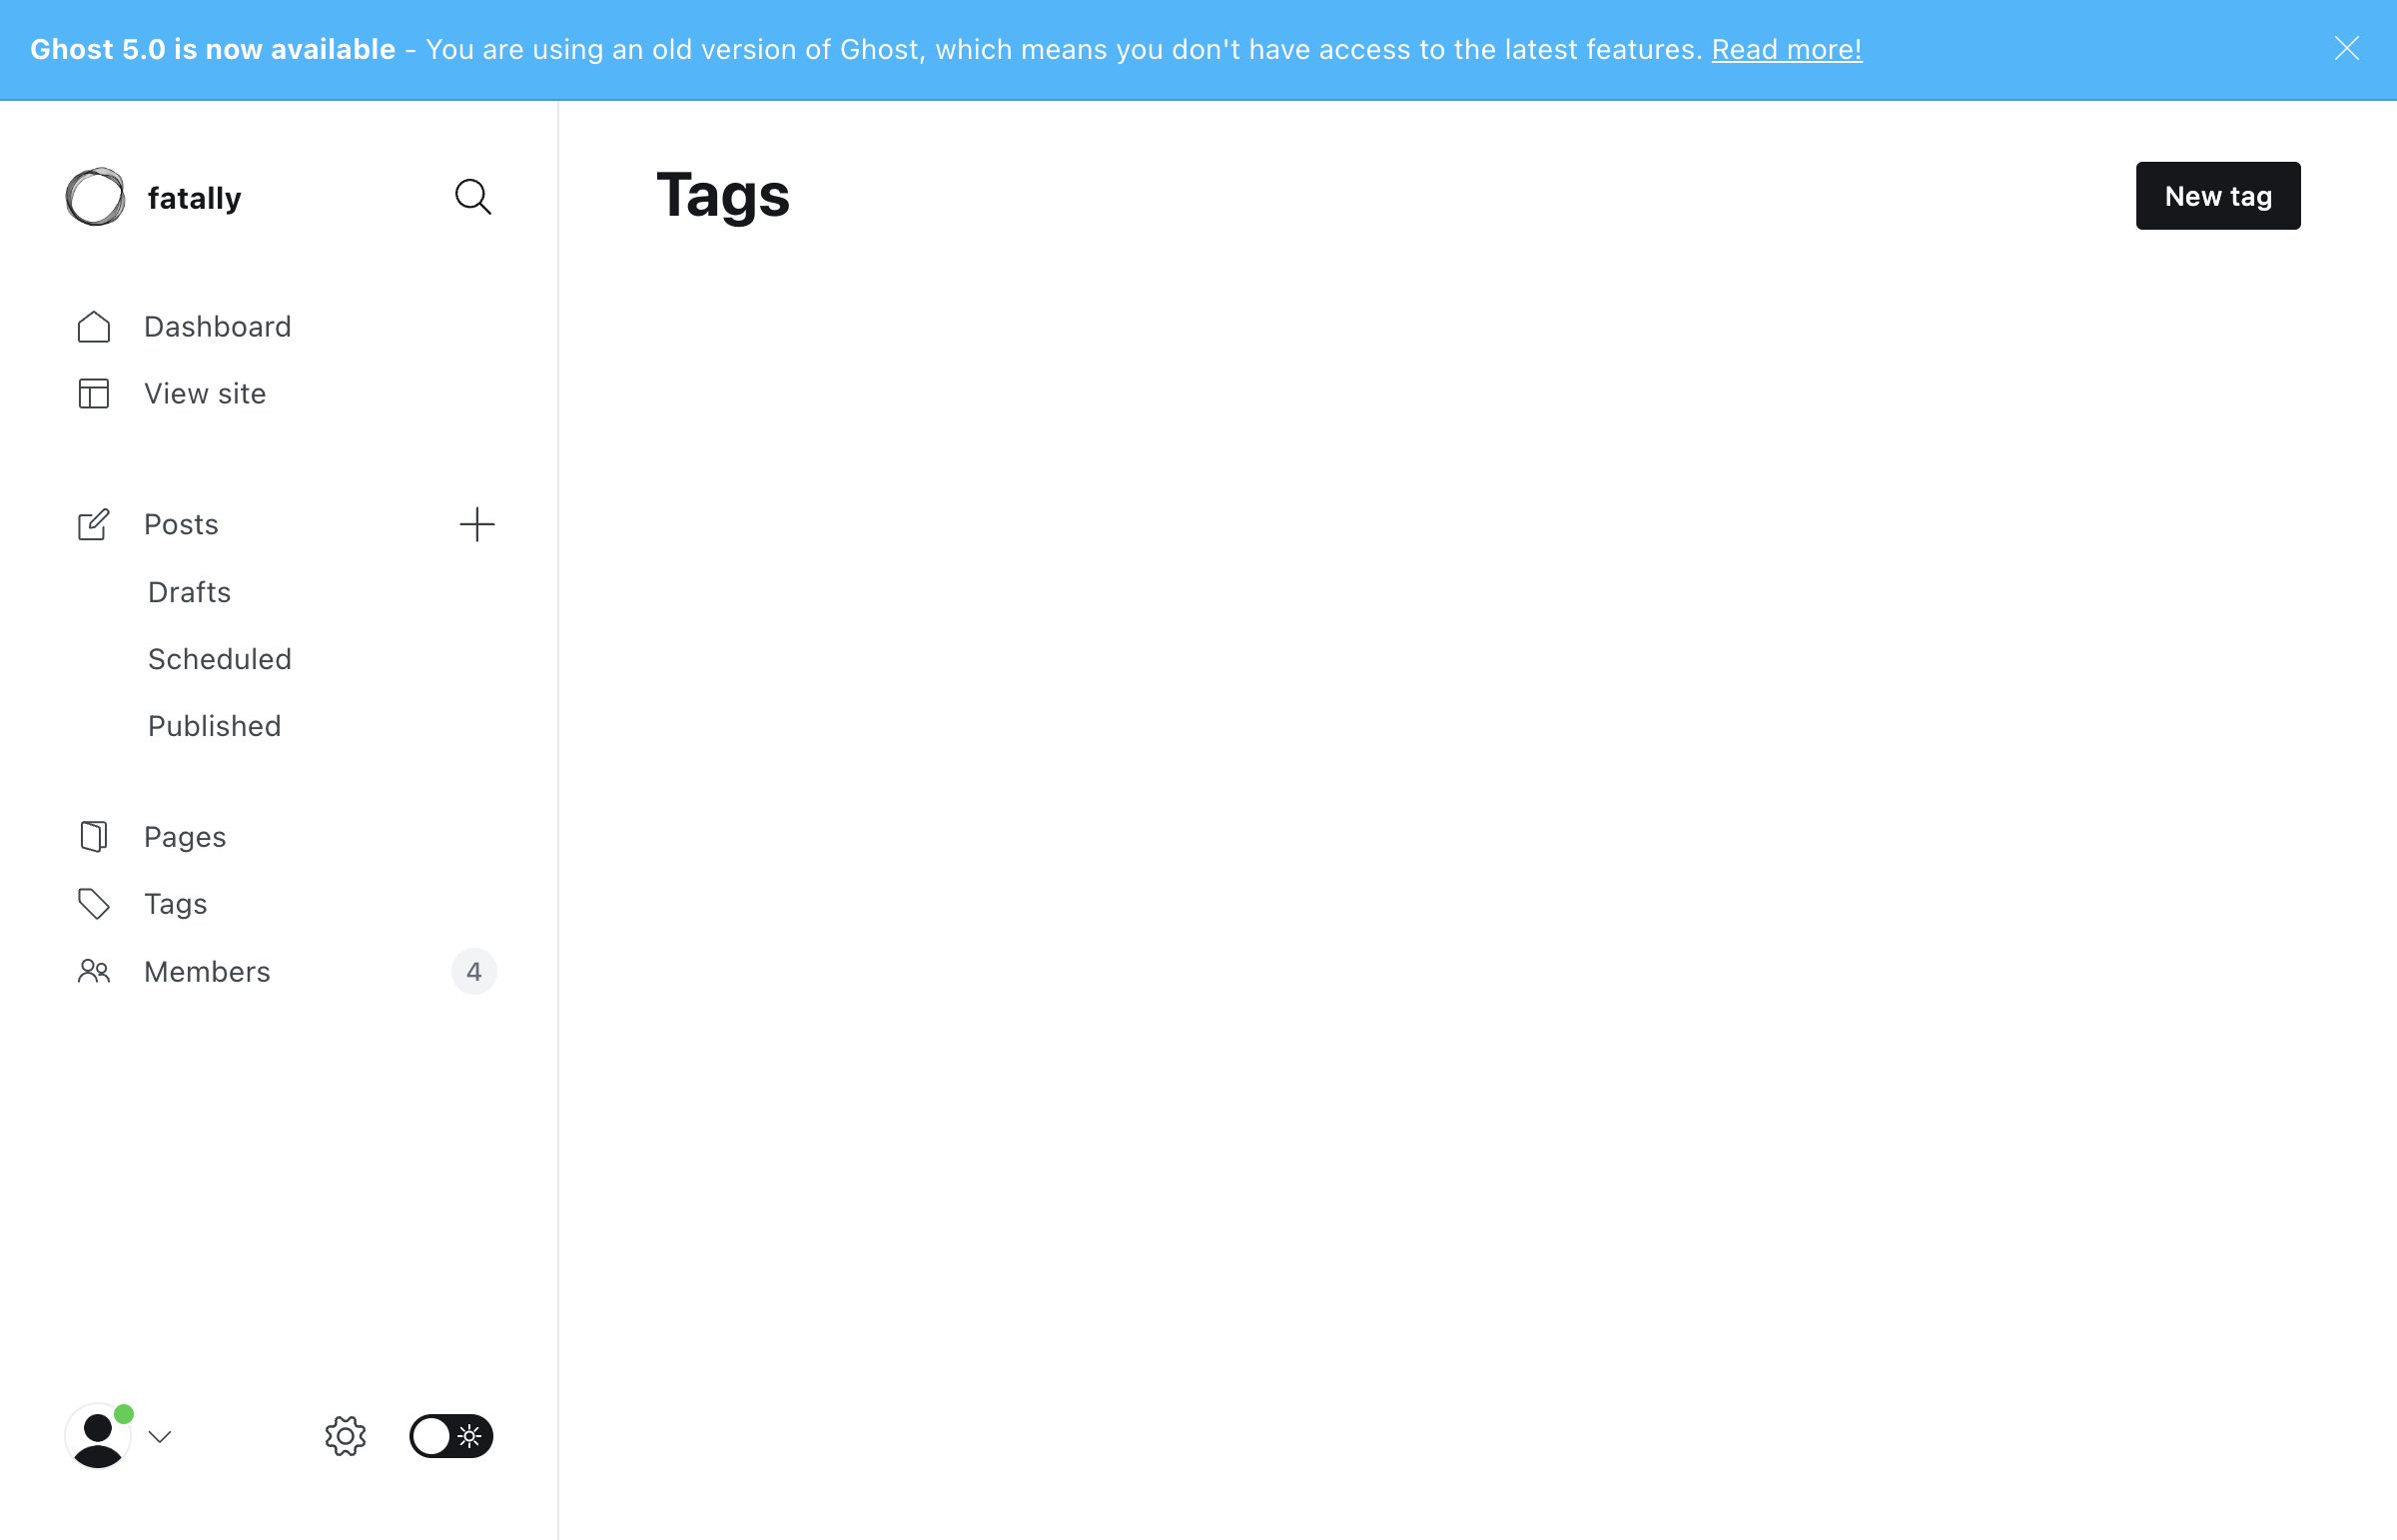 Ghost 5.0 is now available - You are using an old version of Ghost, which means you don't have access to the latest features. Read more!
fatally
Tags
New tag
Dashboard
View site
Posts
Drafts
Scheduled
Published
Pages
Tags
Members 4